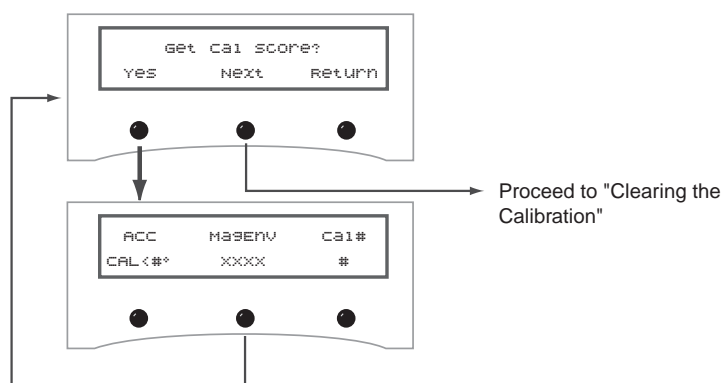 Get Cal score?
Yes Next Return
Proceed to "Clearing the
Calibration"
ACC MagENV Cal#
CAL<#° XXXX #